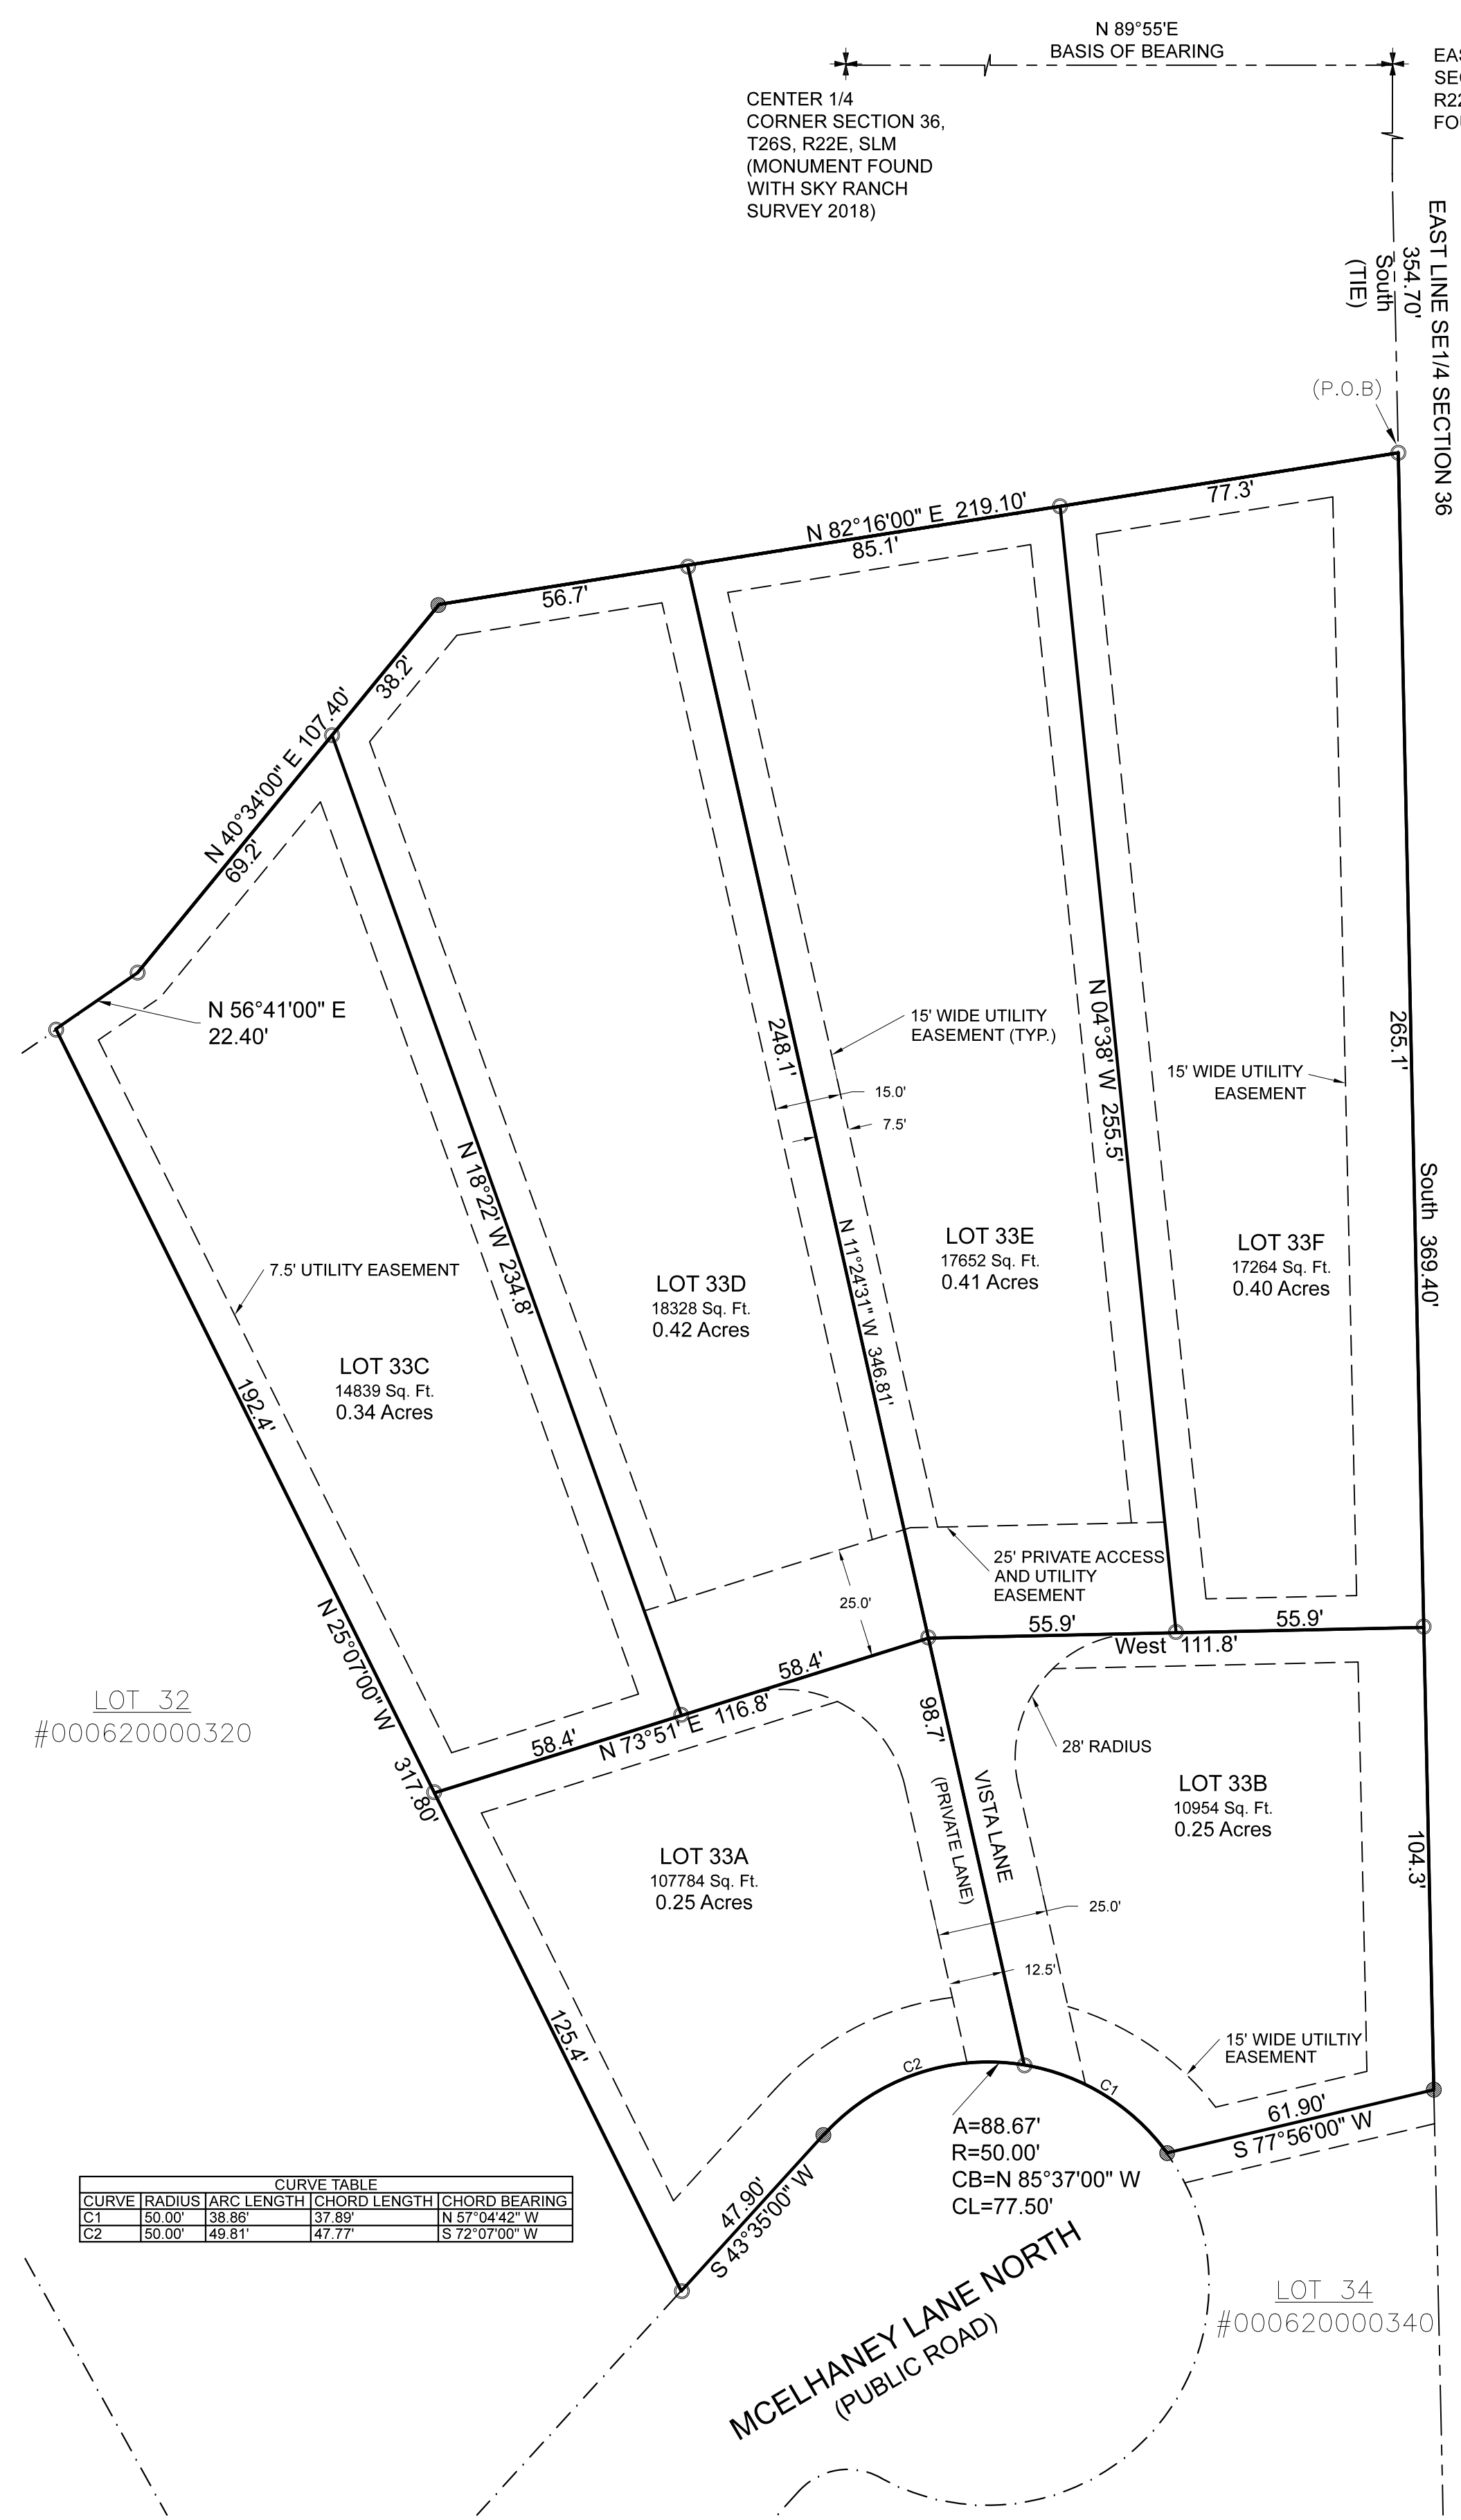 N 89°55'E
BASIS OF BEARING
CENTER 1/4
CORNER SECTION 36,
T26S, R22E, SLM
(MONUMENT FOUND
WITH SKY RANCH
SURVEY 2018)
EAST LINE SE1/4 SECTION 36
354.70'
South
(TIE)
(P.O.B)
77.3'
N 82°16'00" E 219.10'
85.1'
56.7'
38.2'
N 40°34'00" E 107.40'
69.2'
N 56°41'00" E
22.40'
248.1'
15' WIDE UTILITY
EASEMENT (TYP.)
15.0'
7.5'
N 04°38' W 255.5'
15' WIDE UTILITY
EASEMENT
265.1'
South 369.40'
N 18°22' W 234.8'
N 11°24'31" W 346.81'
7.5' UTILITY EASEMENT
LOT 33E
17652 Sq. Ft.
0.41 Acres
LOT 33F
17264 Sq. Ft.
0.40 Acres
LOT 33D
18328 Sq. Ft.
0.42 Acres
LOT 33C
14839 Sq. Ft.
0.34 Acres
192.4'
25' PRIVATE ACCESS
AND UTILITY
EASEMENT
25.0'
55.9'
55.9'
West 111.8'
58.4'
58.4'
N 73°51' E 116.8'
N 25°07'00" W 317.80'
LOT 32
#000620000320
98.7'
28' RADIUS
VISTA LANE
(PRIVATE LANE)
LOT 33B
10954 Sq. Ft.
0.25 Acres
104.3'
LOT 33A
107784 Sq. Ft.
0.25 Acres
25.0'
12.5'
125.4'
15' WIDE UTILTIY
EASEMENT
C2
C1
A=88.67'
R=50.00'
CB=N 85°37'00" W
CL=77.50'
61.90'
S 77°56'00" W
47.90'
S 43°35'00" W
CURVE TABLE
CURVE RADIUS ARC LENGTH CHORD LENGTH CHORD BEARING
C1 50.00' 38.86' 37.89' N 57°04'42" W
C2 50.00' 49.81' 47.77' S 72°07'00" W
MCELHANEY LANE NORTH
(PUBLIC ROAD)
LOT 34
#000620000340